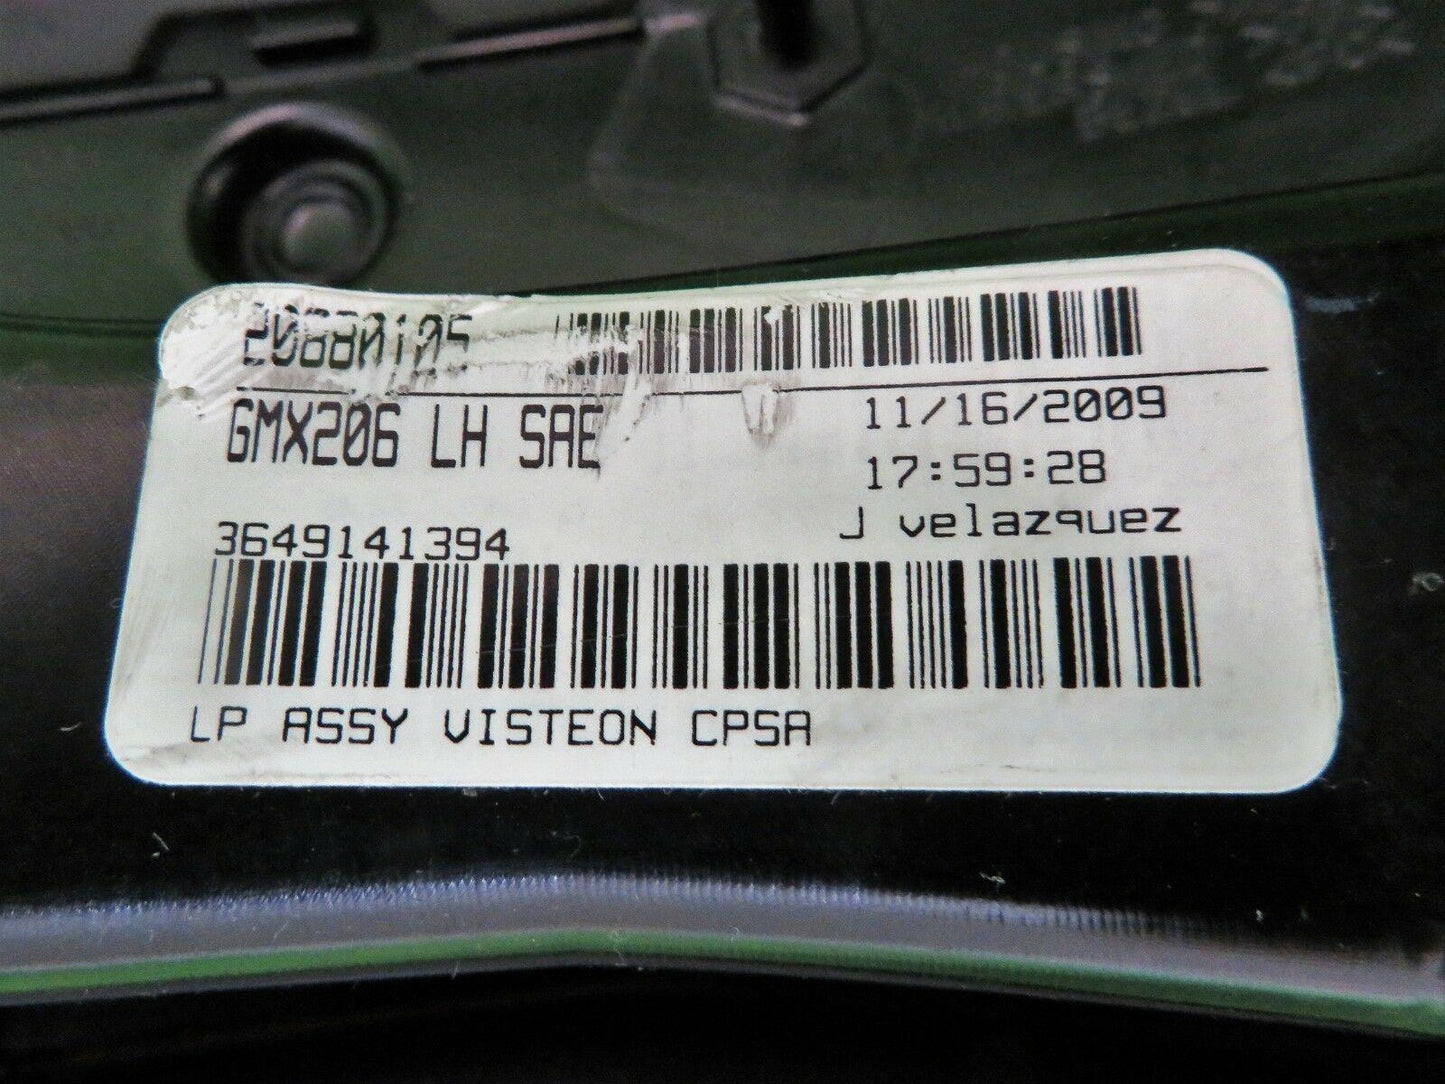 20880105
GMX206 LH SAE
11/16/2009
17:59:28
J velazquez
3649141394
LP ASSY VISTEON CPSA